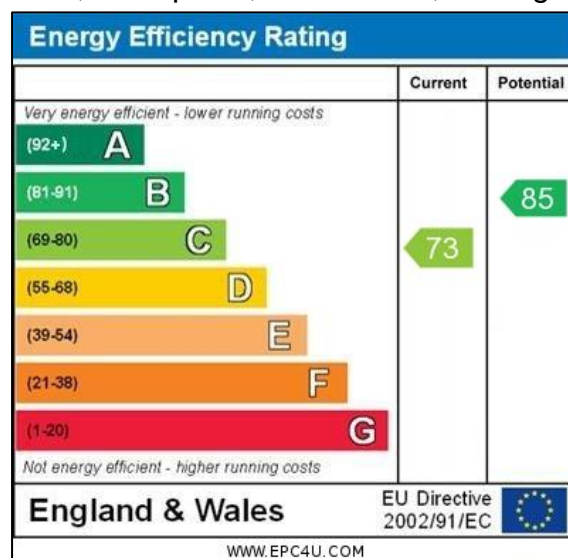 Energy Efficiency Rating
Current Potential
Very energy efficient - lower running costs
(92+) A
(81-91) B 85
(69-80) C 73
(55-68) D
(39-54) E
(21-38) F
(1-20) G
Not energy efficient - higher running costs
England & Wales
EU Directive
2002/91/EC
WWW.EPC4U.COM